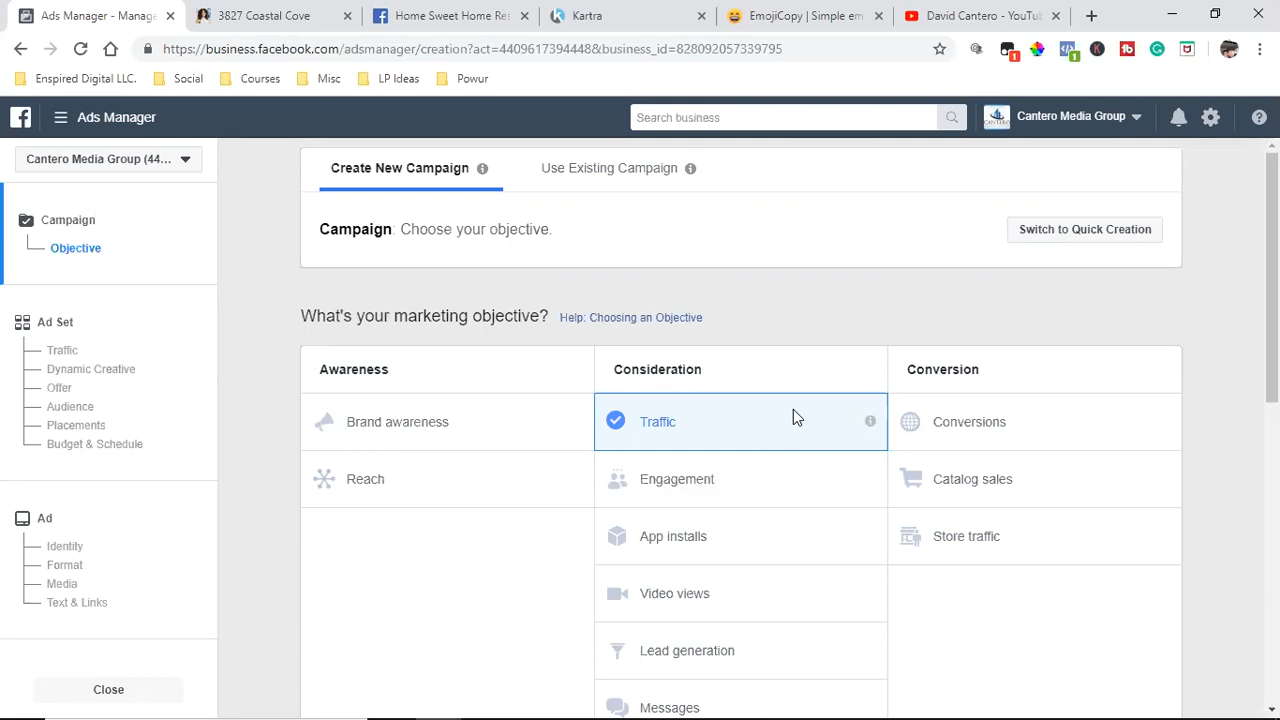 Ads Manager - Manag
3827 Coastal Cove
Home Sweet Home Re
Kartra
EmojiCopy | Simple em
David Cantero - YouTu
https://business.facebook.com/adsmanager/creation?act=4409617394448&business_id=828092057339795
1
1
Enspired Digital LLC.
Social
Courses
Misc
LP Ideas
Powur
Ads Manager
Search business
Cantero Media Group
Cantero Media Group (44...
Create New Campaign
Use Existing Campaign
Campaign
Objective
Campaign: Choose your objective.
Switch to Quick Creation
What's your marketing objective? Help: Choosing an Objective
Ad Set
Traffic
Dynamic Creative
Offer
Audience
Placements
Budget & Schedule
Awareness
Consideration
Conversion
Brand awareness
Traffic
Conversions
Reach
Engagement
Catalog sales
App installs
Store traffic
Video views
Lead generation
Messages
Ad
Identity
Format
Media
Text & Links
Close